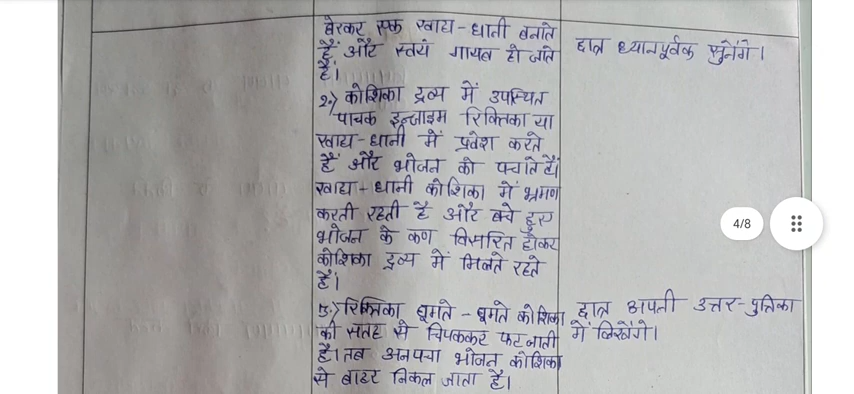 घेरकर एक खाद्य-धानी बनाते
हैं और स्वयं गायब हो जाते
हैं।
छात्र ध्यानपूर्वक सुनेंगे।
2.) कोशिका द्रव्य में उपस्थित
पाचक इन्जाइम रिक्तिका या
खाद्य-धानी में प्रवेश करते
हैं और भोजन को पचाते हैं।
खाद्य-धानी कोशिका में भ्रमण
करती रहती है और बचे हुए
भोजन के कण विसरित होकर
कोशिका द्रव्य में मिलते रहते
हैं।
रिक्तिका घूमते-घूमते कोशिका
की सतह से चिपककर फट जाती
है। तब अनपचा भोजन कोशिका
से बाहर निकल जाता है।
छात्र अपनी उत्तर-पुत्तिका
में लिखेंगे।
4/8